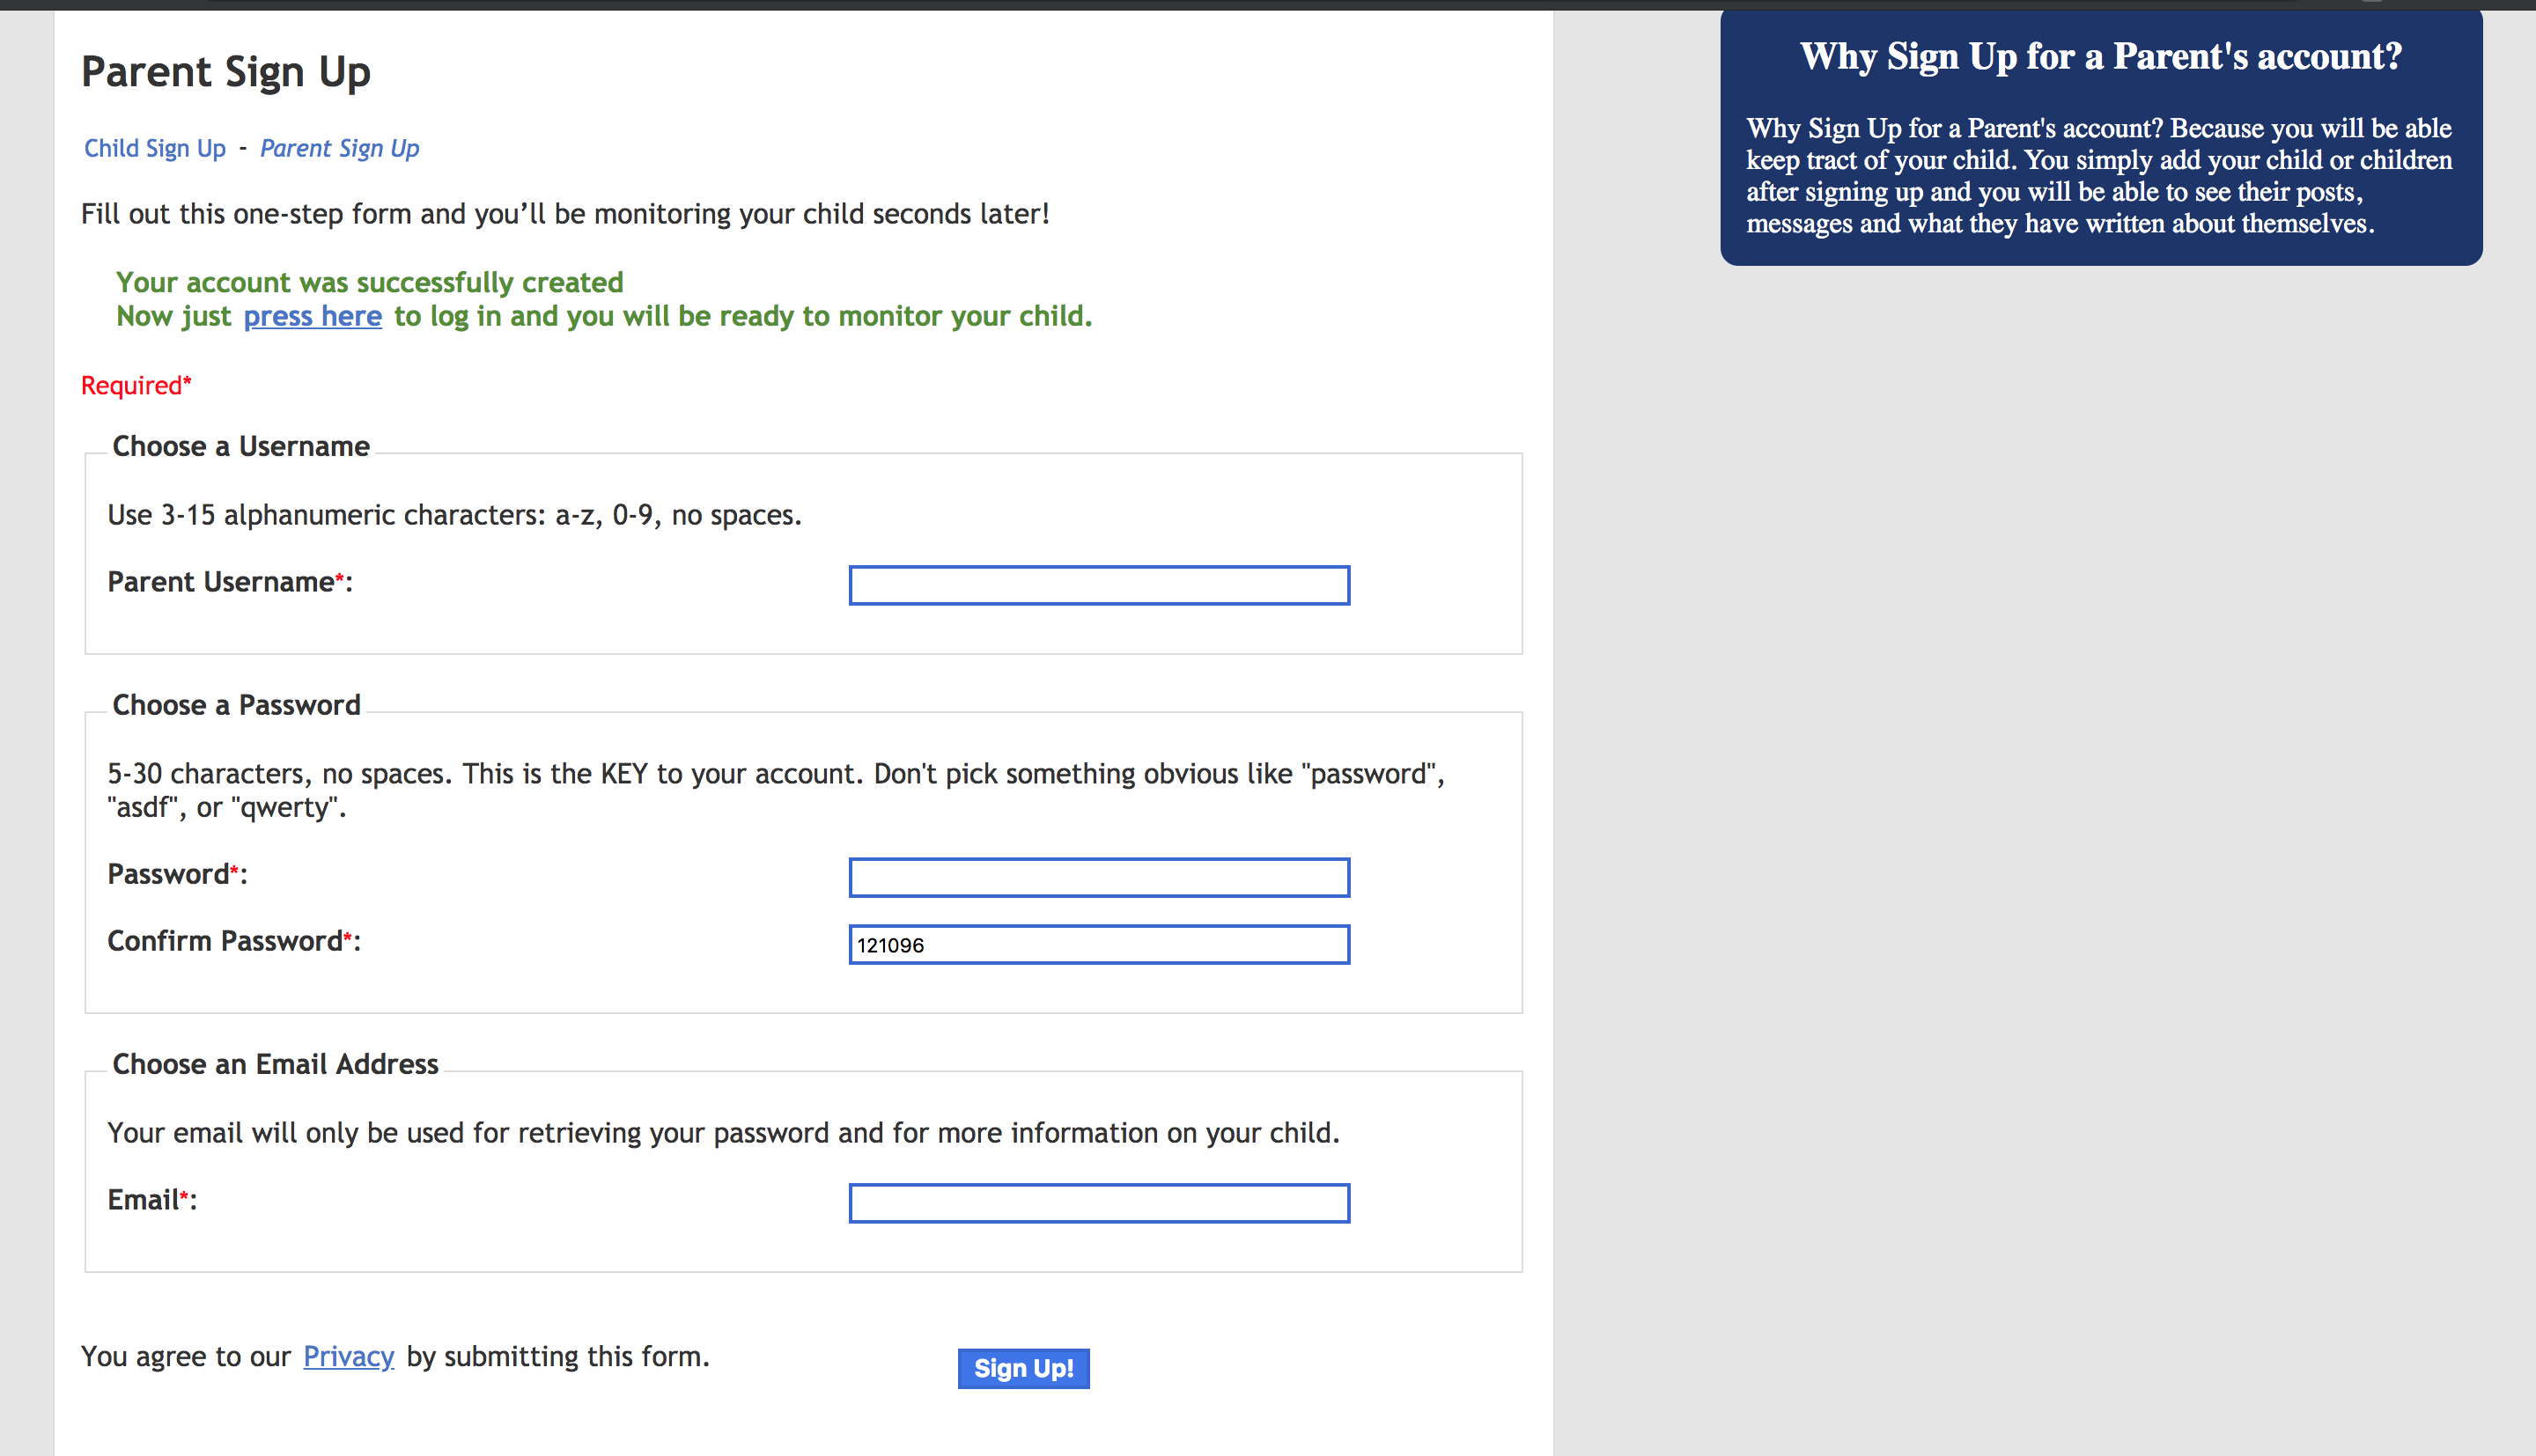 Parent Sign Up
Child Sign Up - Parent Sign Up
Fill out this one-step form and you’ll be monitoring your child seconds later!
Your account was successfully created
Now just press here to log in and you will be ready to monitor your child.
Required*
Choose a Username
Use 3-15 alphanumeric characters: a-z, 0-9, no spaces.
Parent Username*:
Choose a Password
5-30 characters, no spaces. This is the KEY to your account. Don't pick something obvious like "password",
"asdf", or "qwerty".
Password*:
Confirm Password*:
121096
Choose an Email Address
Your email will only be used for retrieving your password and for more information on your child.
Email*:
You agree to our Privacy by submitting this form.
Sign Up!
Why Sign Up for a Parent's account?
Why Sign Up for a Parent's account? Because you will be able
keep tract of your child. You simply add your child or children
after signing up and you will be able to see their posts,
messages and what they have written about themselves.